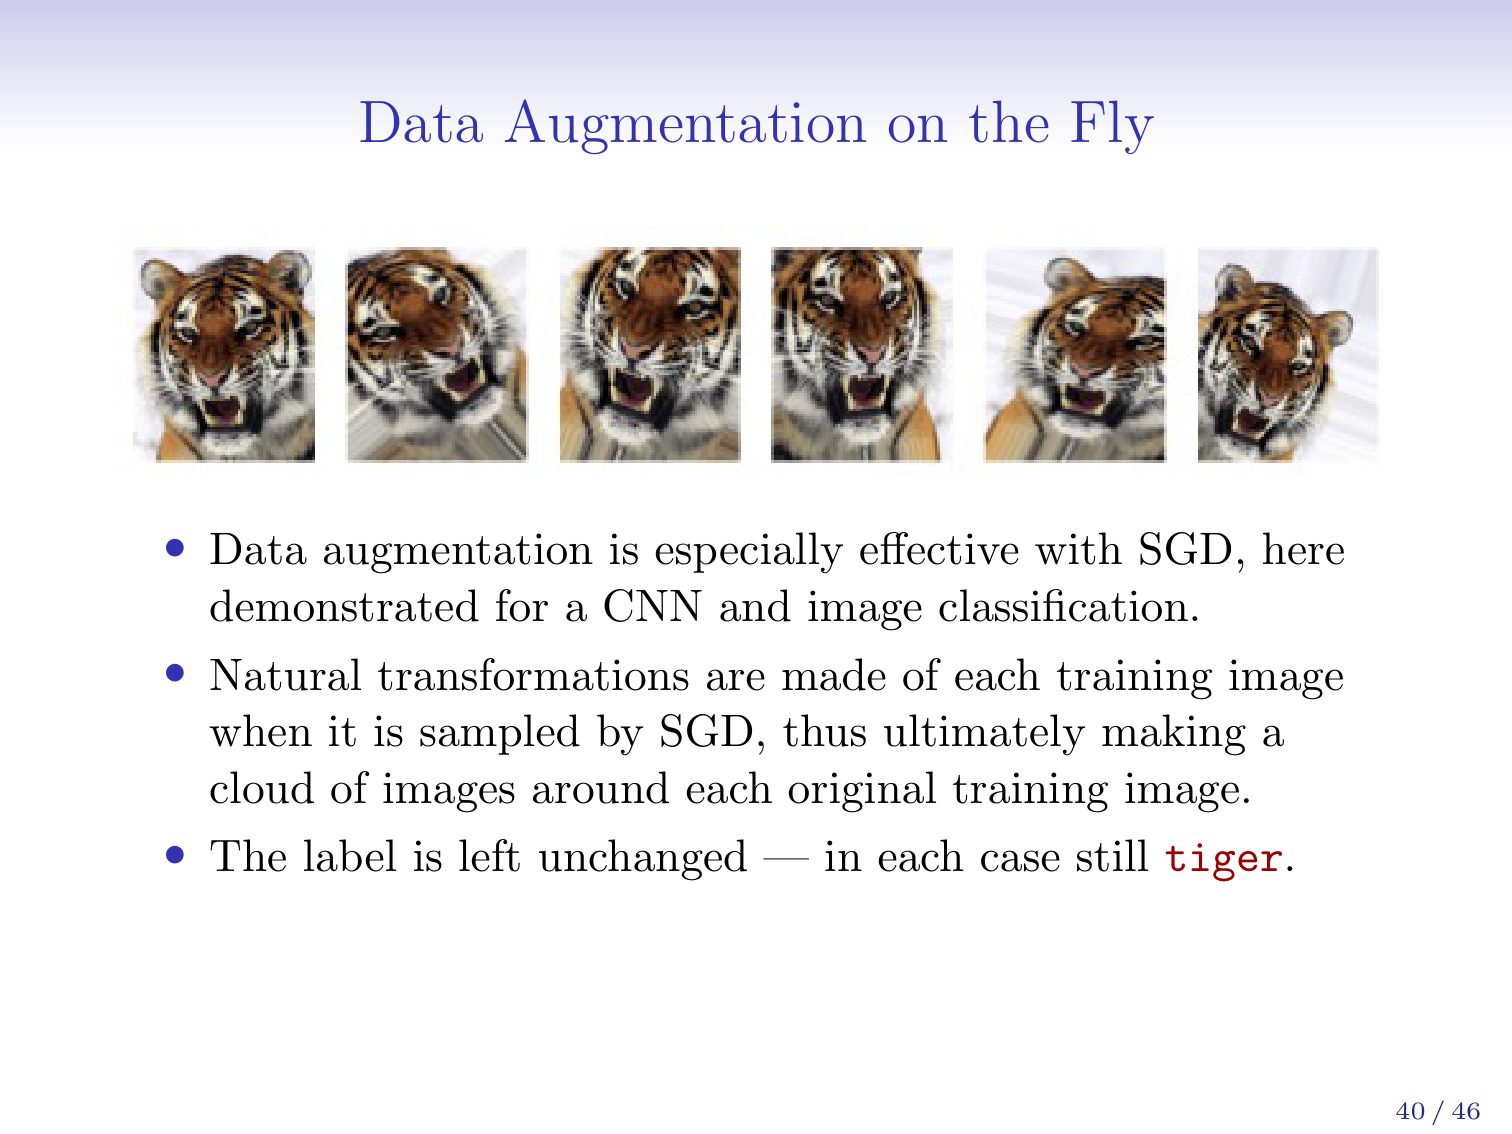 Data Augmentation on the Fly
• Data augmentation is especially effective with SGD, here
demonstrated for a CNN and image classification.
• Natural transformations are made of each training image
when it is sampled by SGD, thus ultimately making a
cloud of images around each original training image.
• The label is left unchanged — in each case still tiger.
40 / 46